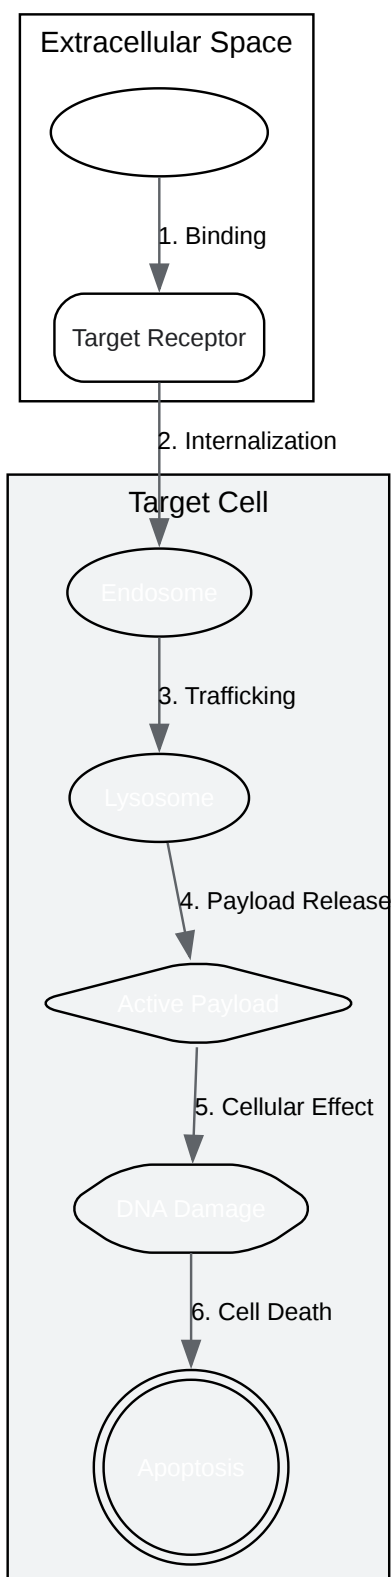 Extracellular Space
1. Binding
Target Receptor
2. Internalization
Target Cell
Endosome
3. Trafficking
Lysosome
4. Payload Release
Active Payload
5. Cellular Effect
DNA Damage
6. Cell Death
Apoptosis